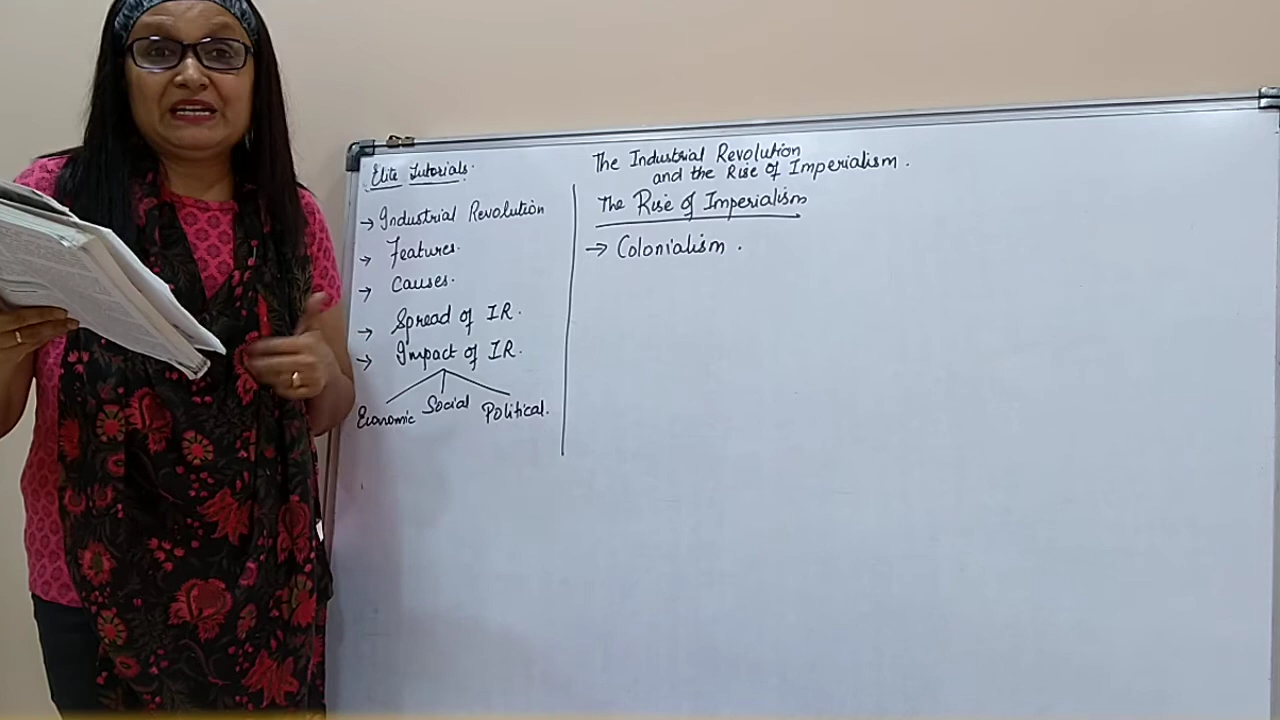 Elite Tutorials.
→ Industrial Revolution
→ Features.
→ Causes.
→ Spread of IR.
→ Impact of IR.
Economic Social Political.
The Industrial Revolution
and the Rise of Imperialism.
The Rise of Imperialism
→ Colonialism.